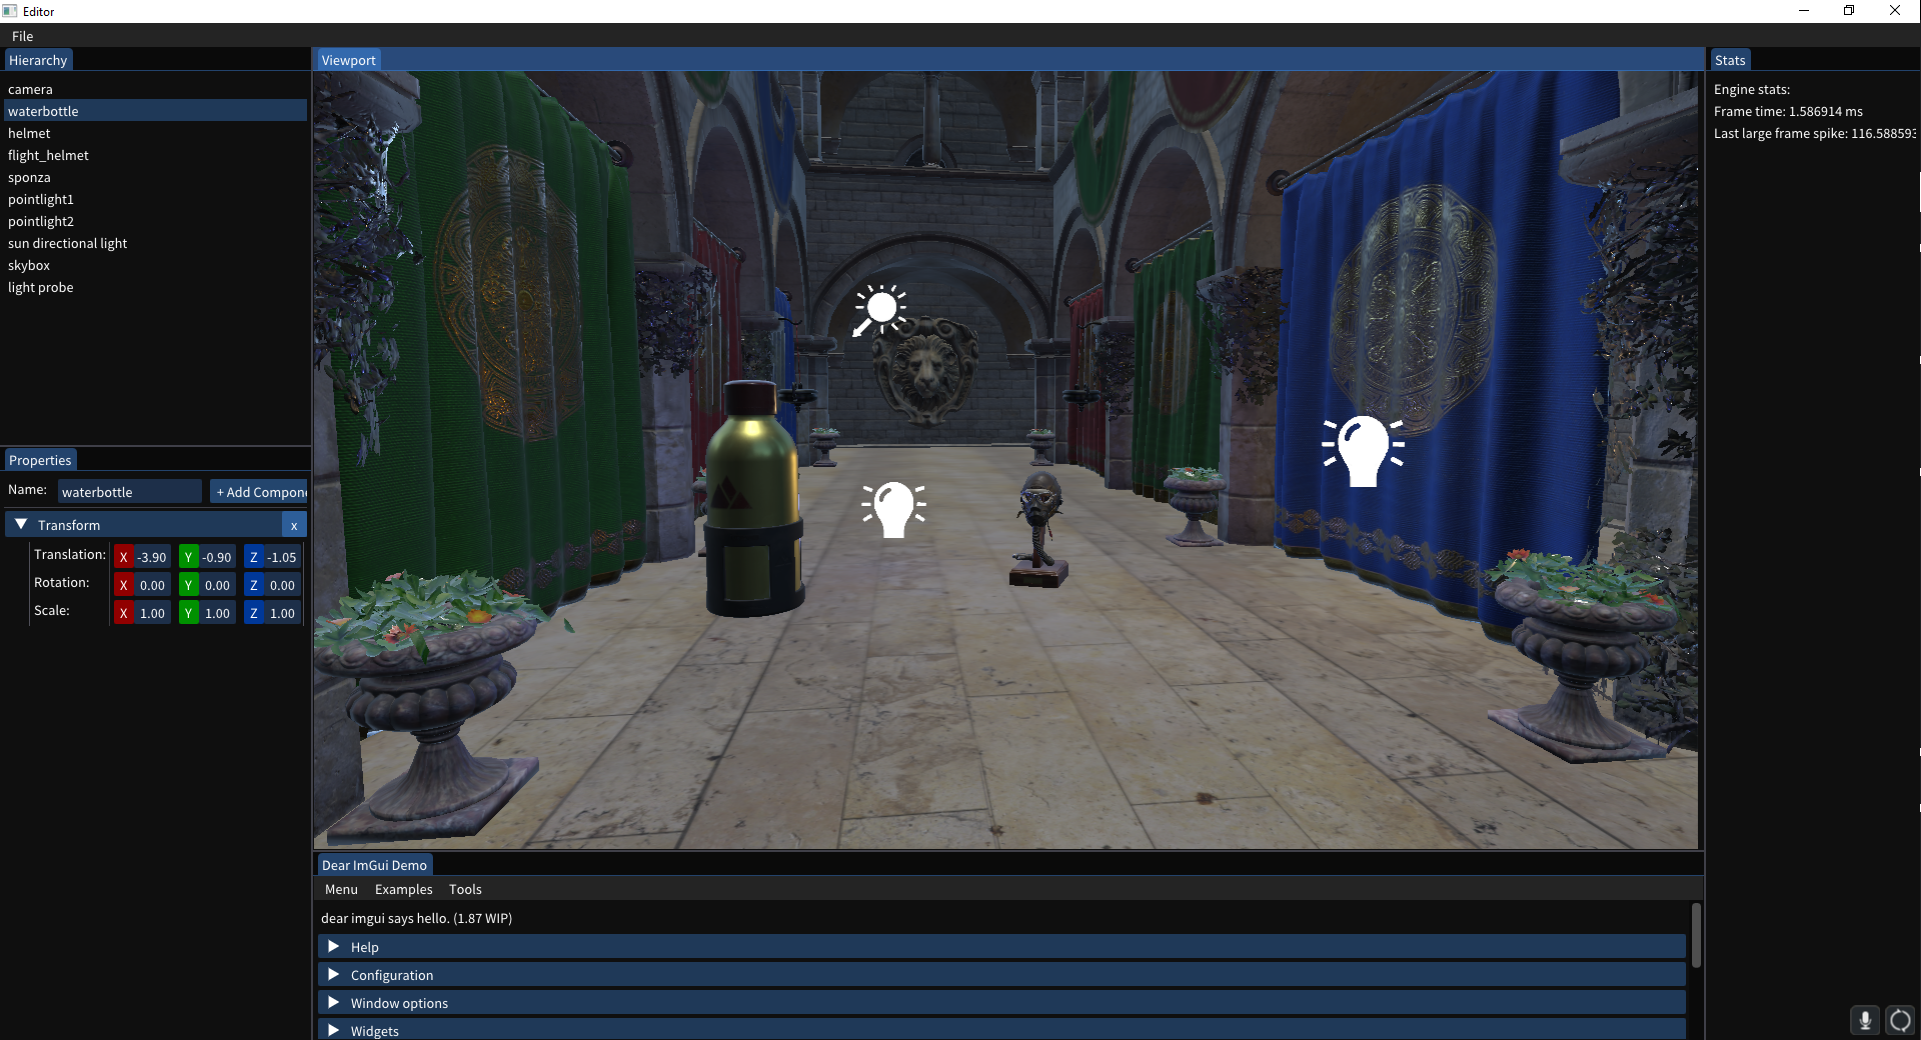 Editor
File
Hierarchy
camera
waterbottle
helmet
flight_helmet
sponza
pointlight1
pointlight2
sun directional light
skybox
light probe
Properties
Name: waterbottle + Add Compone
Transform x
Translation: X -3.90 Y -0.90 Z -1.05
Rotation: X 0.00 Y 0.00 Z 0.00
Scale: X 1.00 Y 1.00 Z 1.00
Viewport
Dear ImGui Demo
Menu Examples Tools
dear imgui says hello. (1.87 WIP)
Help
Configuration
Window options
Widgets
Stats
Engine stats:
Frame time: 1.586914 ms
Last large frame spike: 116.588593